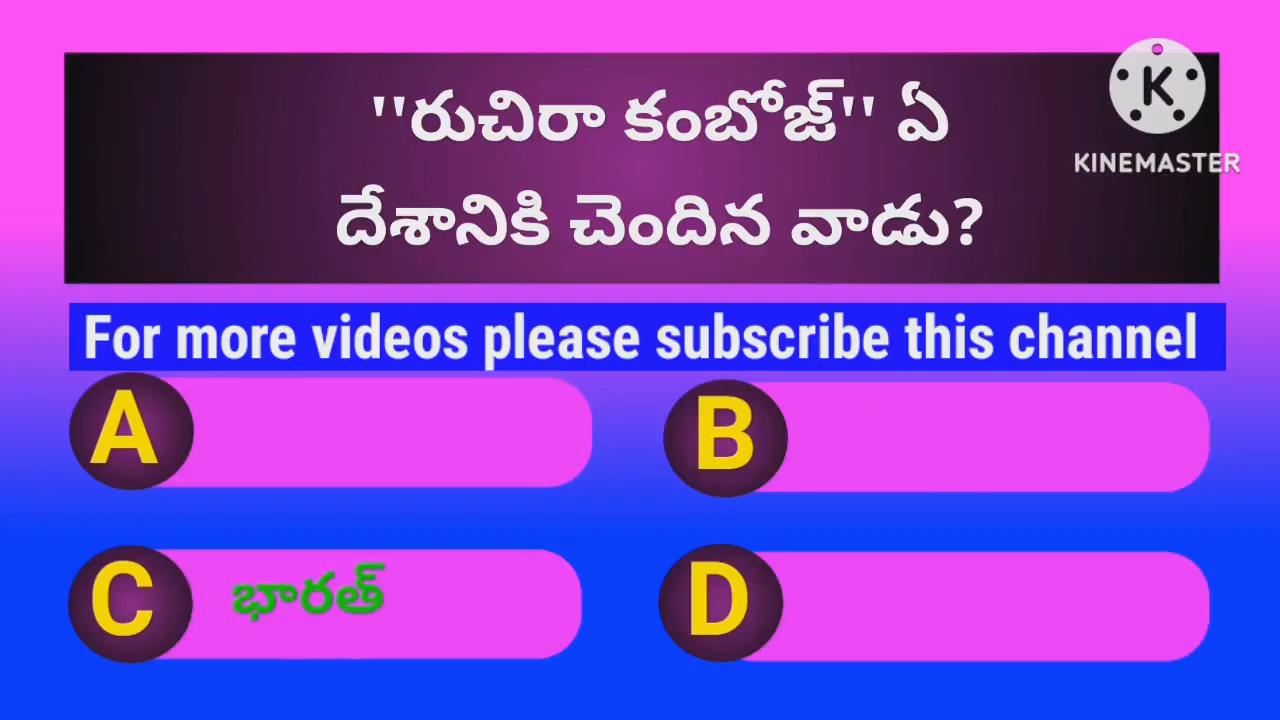 ''రుచిరా కంబోజ్'' ఏ
దేశానికి చెందిన వాడు?
K
KINEMASTER
For more videos please subscribe this channel
A
B
C భారత్
D